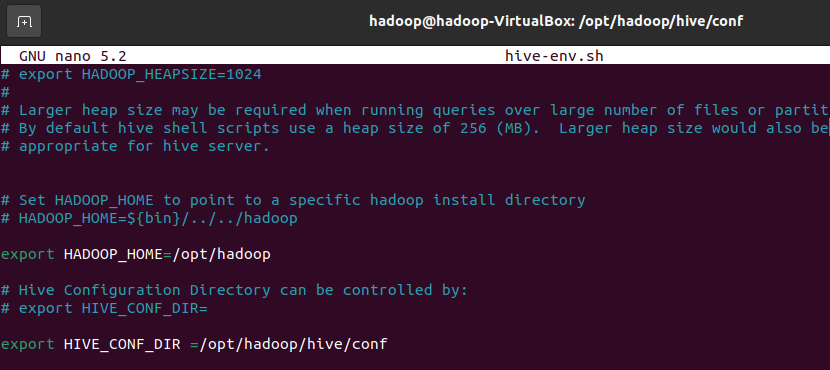 hadoop@hadoop-VirtualBox: /opt/hadoop/hive/conf
GNU nano 5.2 hive-env.sh
# export HADOOP_HEAPSIZE=1024
#
# Larger heap size may be required when running queries over large number of files or partit
# By default hive shell scripts use a heap size of 256 (MB).  Larger heap size would also be
# appropriate for hive server.
# Set HADOOP_HOME to point to a specific hadoop install directory
# HADOOP_HOME=${bin}/../../hadoop
export HADOOP_HOME=/opt/hadoop
# Hive Configuration Directory can be controlled by:
# export HIVE_CONF_DIR=
export HIVE_CONF_DIR =/opt/hadoop/hive/conf